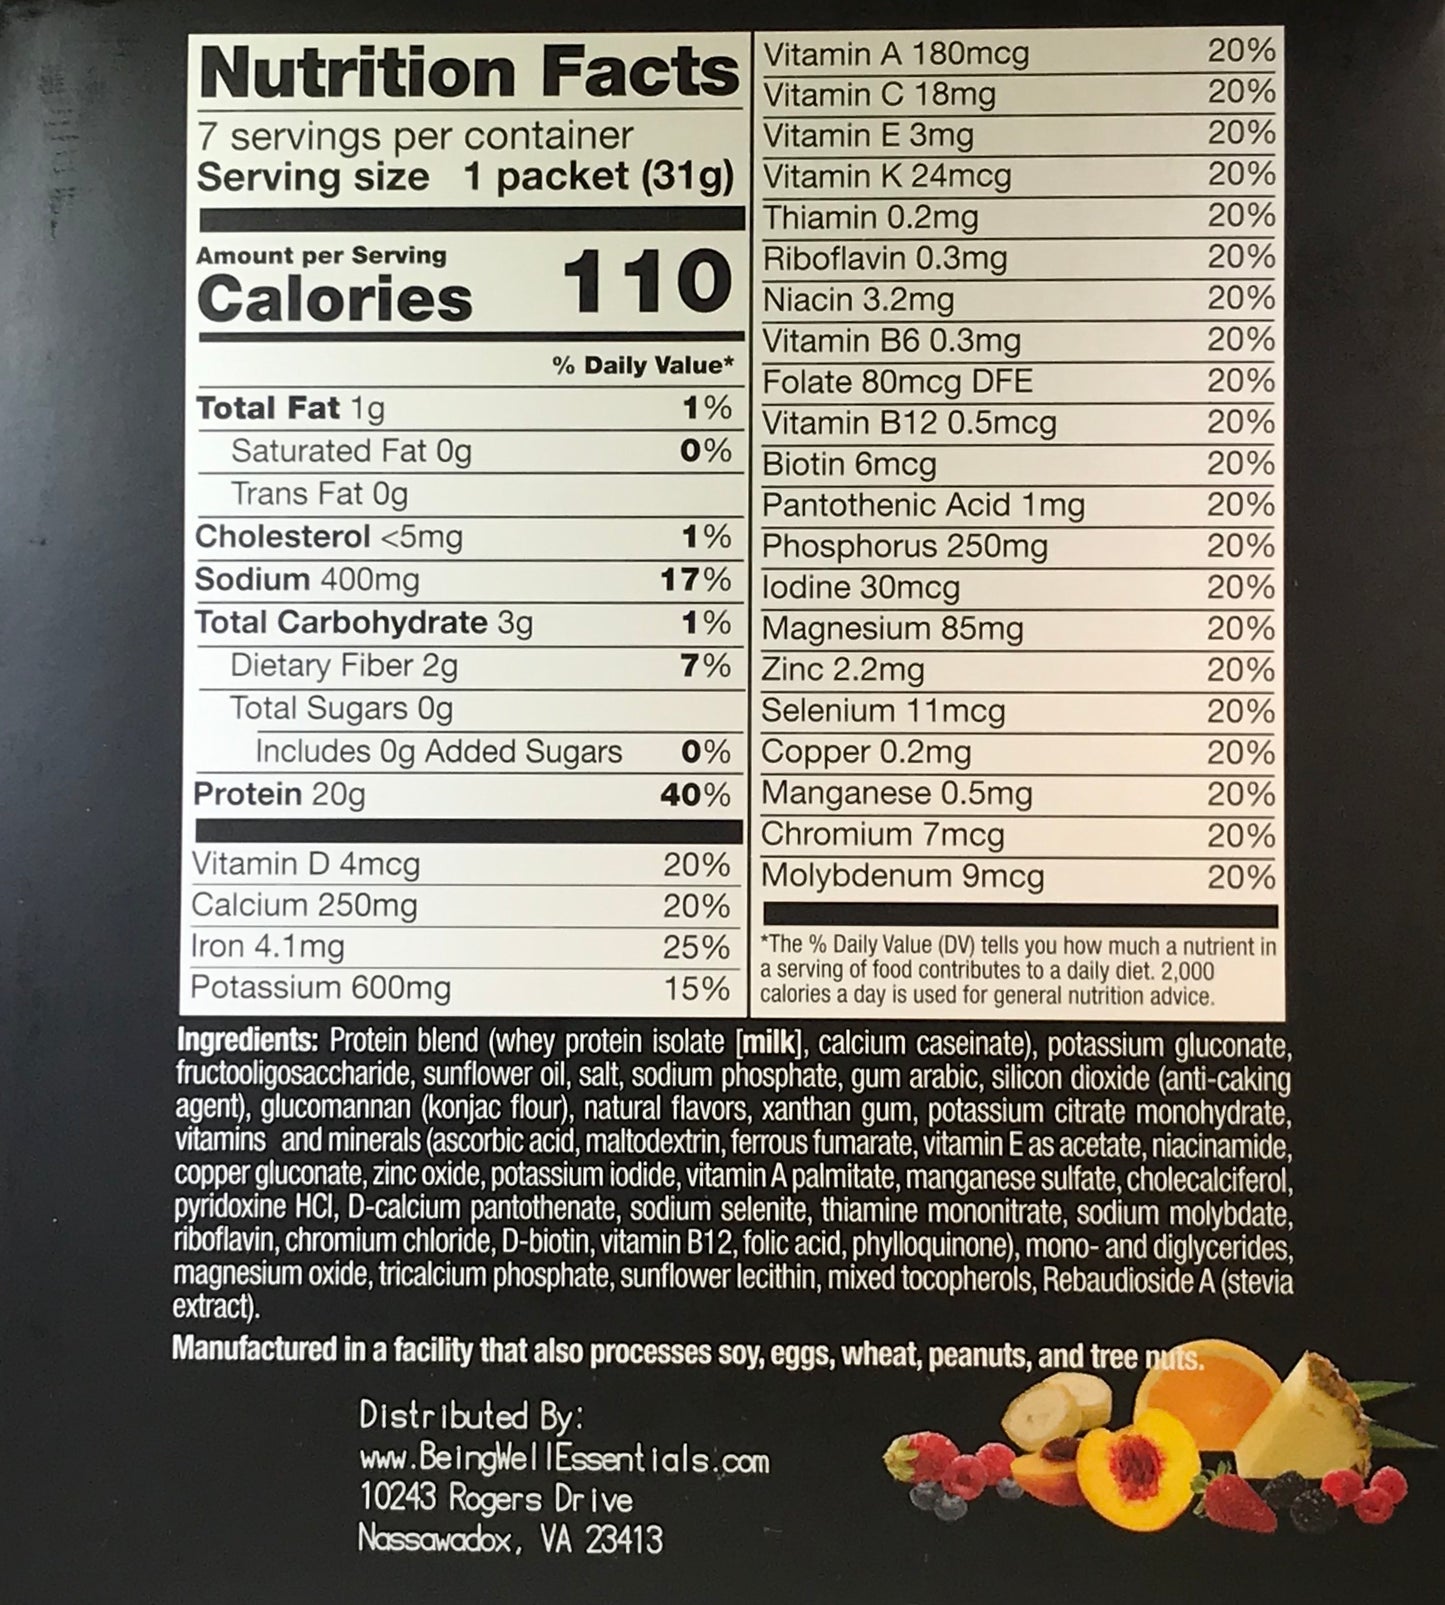 Nutrition Facts
7 servings per container
Serving size 1 packet (31g)
Amount per Serving
Calories 110
% Daily Value*
Total Fat 1g 1%
Saturated Fat 0g 0%
Trans Fat 0g
Cholesterol <5mg 1%
Sodium 400mg 17%
Total Carbohydrate 3g 1%
Dietary Fiber 2g 7%
Total Sugars 0g
Includes 0g Added Sugars 0%
Protein 20g 40%
Vitamin D 4mcg 20%
Calcium 250mg 20%
Iron 4.1mg 25%
Potassium 600mg 15%
Vitamin A 180mcg 20%
Vitamin C 18mg 20%
Vitamin E 3mg 20%
Vitamin K 24mcg 20%
Thiamin 0.2mg 20%
Riboflavin 0.3mg 20%
Niacin 3.2mg 20%
Vitamin B6 0.3mg 20%
Folate 80mcg DFE 20%
Vitamin B12 0.5mcg 20%
Biotin 6mcg 20%
Pantothenic Acid 1mg 20%
Phosphorus 250mg 20%
Iodine 30mcg 20%
Magnesium 85mg 20%
Zinc 2.2mg 20%
Selenium 11mcg 20%
Copper 0.2mg 20%
Manganese 0.5mg 20%
Chromium 7mcg 20%
Molybdenum 9mcg 20%
*The % Daily Value (DV) tells you how much a nutrient in
a serving of food contributes to a daily diet. 2,000
calories a day is used for general nutrition advice.
Ingredients: Protein blend (whey protein isolate [milk], calcium caseinate), potassium gluconate,
fructooligosaccharide, sunflower oil, salt, sodium phosphate, gum arabic, silicon dioxide (anti-caking
agent), glucomannan (konjac flour), natural flavors, xanthan gum, potassium citrate monohydrate,
vitamins and minerals (ascorbic acid, maltodextrin, ferrous fumarate, vitamin E as acetate, niacinamide,
copper gluconate, zinc oxide, potassium iodide, vitamin A palmitate, manganese sulfate, cholecalciferol,
pyridoxine HCl, D-calcium pantothenate, sodium selenite, thiamine mononitrate, sodium molybdate,
riboflavin, chromium chloride, D-biotin, vitamin B12, folic acid, phylloquinone), mono- and diglycerides,
magnesium oxide, tricalcium phosphate, sunflower lecithin, mixed tocopherols, Rebaudioside A (stevia
extract).
Manufactured in a facility that also processes soy, eggs, wheat, peanuts, and tree nuts.
Distributed By:
www.BeingWellEssentials.com
10243 Rogers Drive
Nassawadox, VA 23413